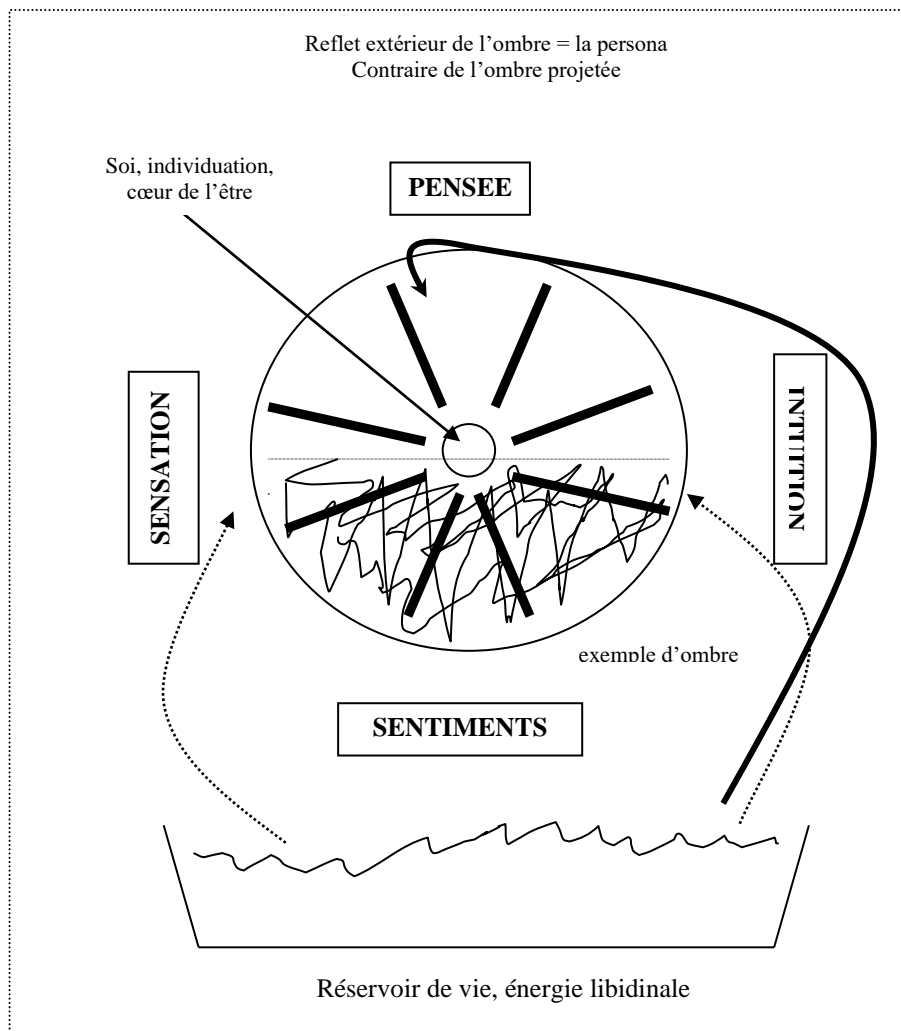 Reflet extérieur de l’ombre = la persona
Contraire de l’ombre projetée
Soi, individuation,
cœur de l’être
PENSEE
SENSATION
INTUITION
exemple d’ombre
SENTIMENTS
Réservoir de vie, énergie libidinale